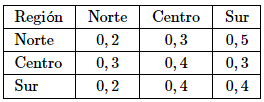 Región Norte Centro Sur
Norte 0,2 0,3 0,5
Centro 0,3 0,4 0,3
Sur 0,2 0,4 0,4